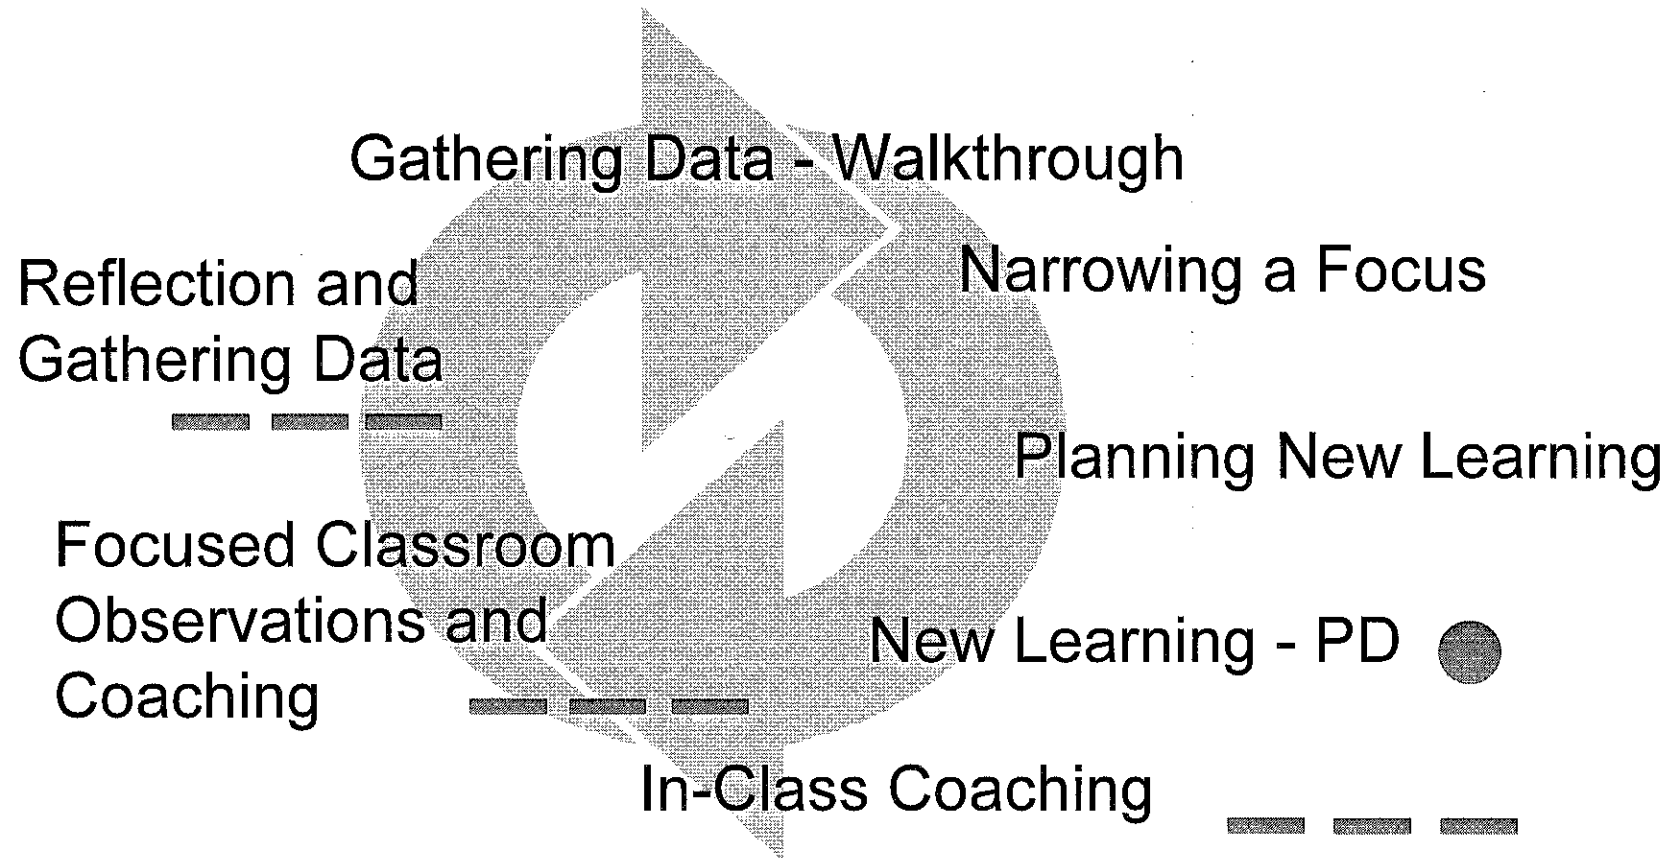 Gathering Data - Walkthrough
Narrowing a Focus
Planning New Learning
New Learning - PD
In-Class Coaching
Focused Classroom
Observations and
Coaching
Reflection and
Gathering Data